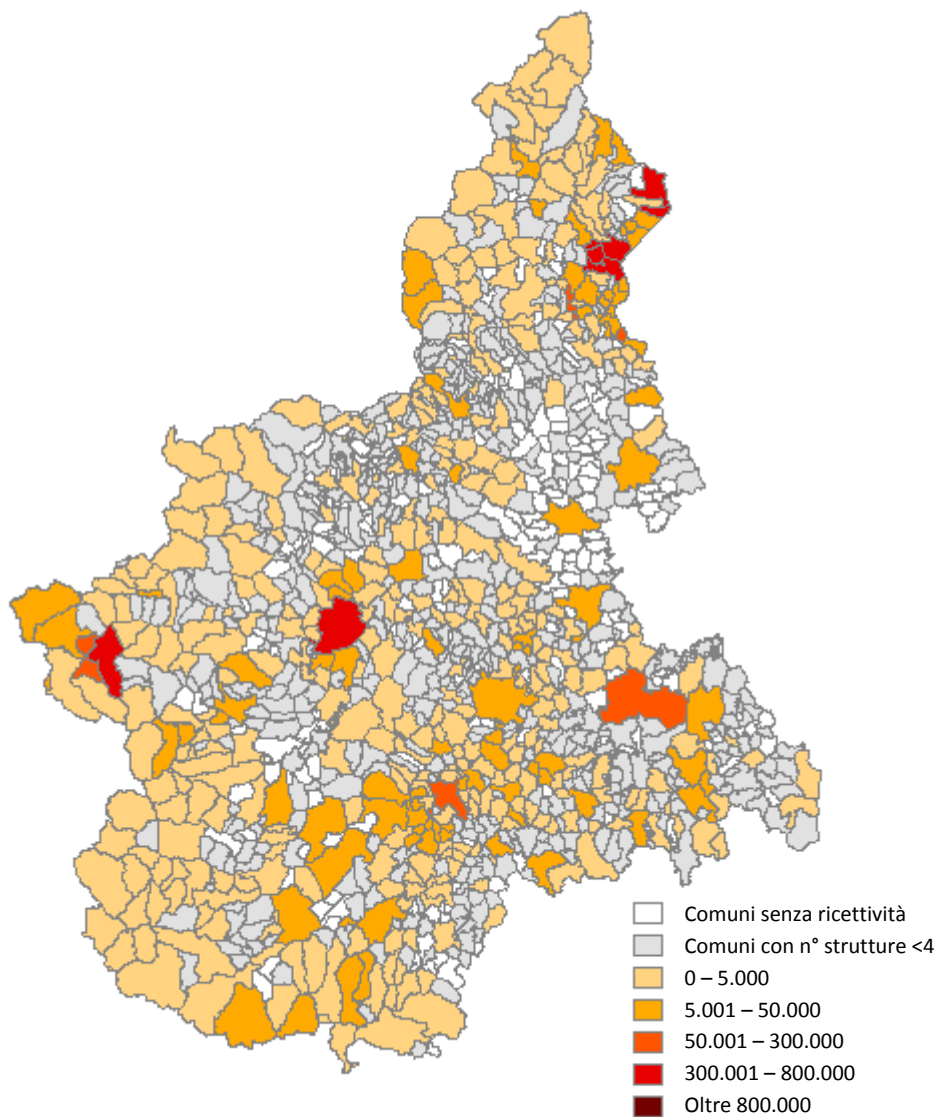 Comuni senza ricettività
Comuni con n° strutture <4
0 – 5.000
5.001 – 50.000
50.001 – 300.000
300.001 – 800.000
Oltre 800.000